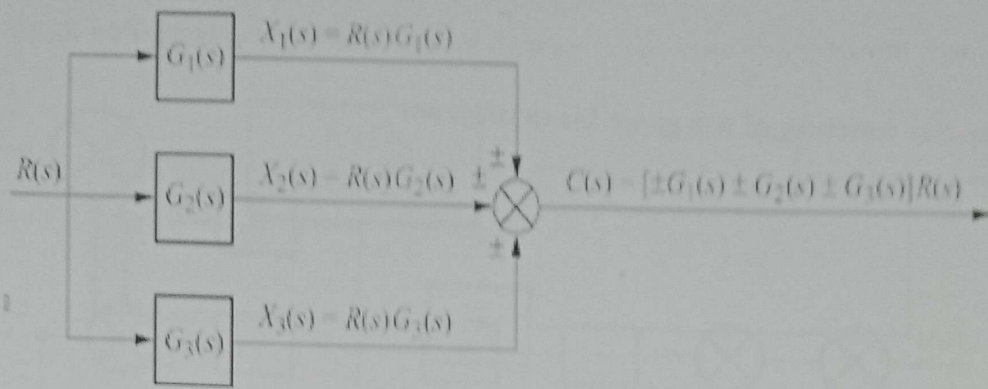 X₁(s) = R(s)G₁(s)
G₁(s)
±
R(s)
X₂(s) = R(s)G₂(s)
±
C(s) = [±G₁(s) ± G₂(s) ± G₃(s)]R(s)
G₂(s)
±
X₃(s) = R(s)G₃(s)
G₃(s)